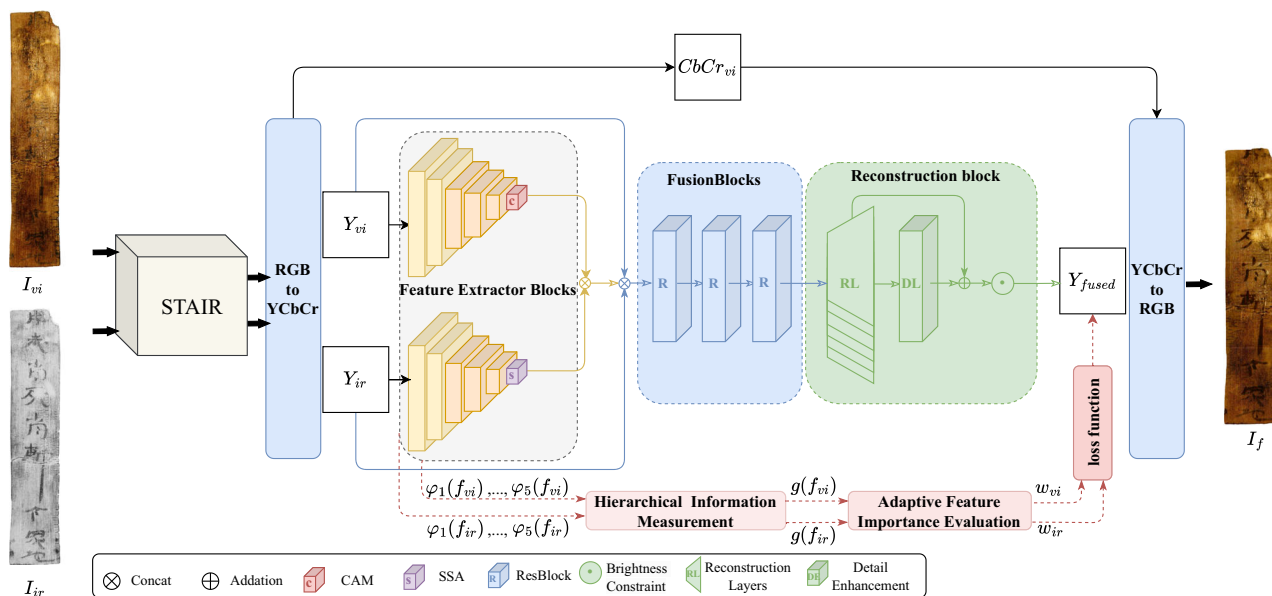 CbCr_vi
I_vi
STAIR
RGB
to
YCbCr
Y_vi
Y_ir
c
Feature Extractor Blocks
s
FusionBlocks
R
R
R
Reconstruction block
RL
DL
Y_fused
YCbCr
to
RGB
I_f
loss function
φ₁(f_vi) ,..., φ₅(f_vi)
φ₁(f_ir) ,..., φ₅(f_ir)
Hierarchical Information
Measurement
g(f_vi)
g(f_ir)
Adaptive Feature
Importance Evaluation
w_vi
w_ir
I_ir
Concat
Addation
c
CAM
s
SSA
R
ResBlock
Brightness
Constraint
RL
Reconstruction
Layers
Detail
Enhancement